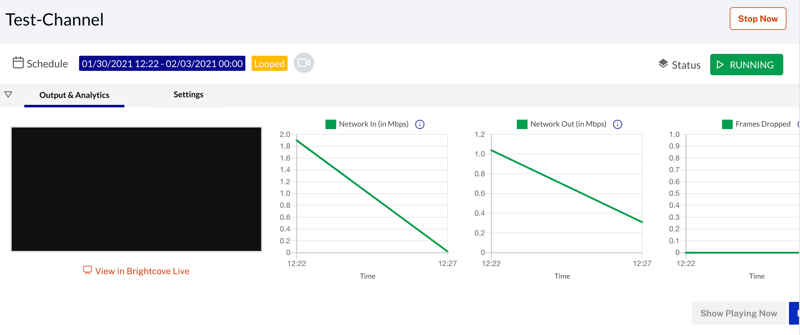 Test-Channel
Stop Now
Schedule 01/30/2021 12:22 - 02/03/2021 00:00 Looped
Status RUNNING
Output & Analytics Settings
Network In (in Mbps)
2.0
1.8
1.6
1.4
1.2
1.0
0.8
0.6
0.4
0.2
0
12:22 12:27
Time
Network Out (in Mbps)
1.2
1.0
0.8
0.6
0.4
0.2
0
12:22 12:27
Time
Frames Dropped
1.0
0.9
0.8
0.7
0.6
0.5
0.4
0.3
0.2
0.1
0
12:22
Time
View in Brightcove Live
Show Playing Now